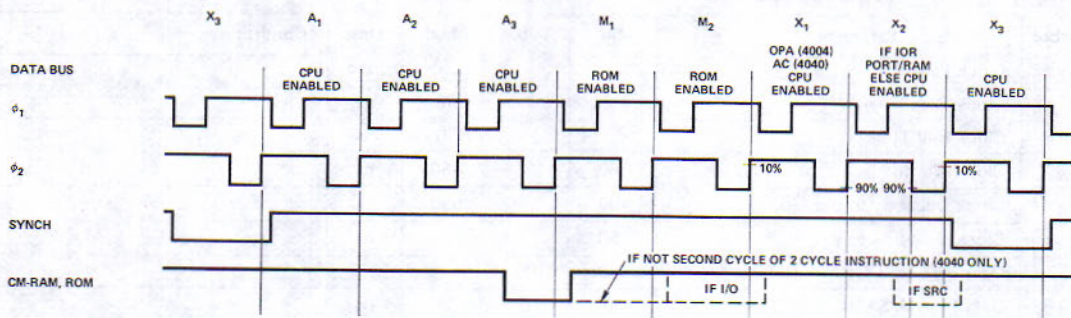 X3 A1 A2 A3 M1 M2 X1 X2 X3
DATA BUS
CPU ENABLED
CPU ENABLED
CPU ENABLED
ROM ENABLED
ROM ENABLED
OPA (4004)
AC (4040)
CPU
ENABLED
IF IOR
PORT/RAM
ELSE CPU
ENABLED
CPU ENABLED
ϕ1
ϕ2
10%
90% 90%
10%
SYNCH
CM-RAM, ROM
IF NOT SECOND CYCLE OF 2 CYCLE INSTRUCTION (4040 ONLY)
IF I/O
IF SRC